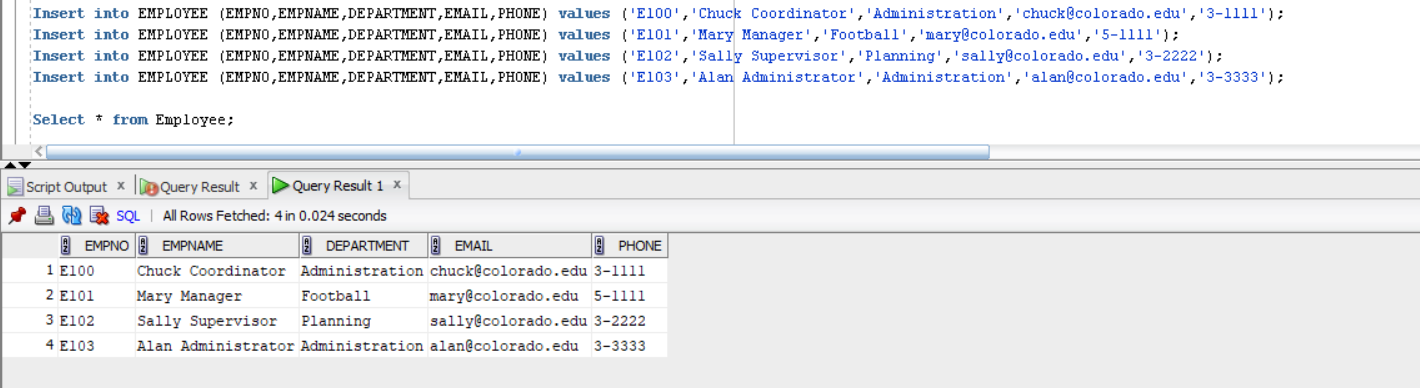 Insert into EMPLOYEE (EMPNO,EMPNAME,DEPARTMENT,EMAIL,PHONE) values ('E100','Chuck Coordinator','Administration','chuck@colorado.edu','3-1111');
Insert into EMPLOYEE (EMPNO,EMPNAME,DEPARTMENT,EMAIL,PHONE) values ('E101','Mary Manager','Football','mary@colorado.edu','5-1111');
Insert into EMPLOYEE (EMPNO,EMPNAME,DEPARTMENT,EMAIL,PHONE) values ('E102','Sally Supervisor','Planning','sally@colorado.edu','3-2222');
Insert into EMPLOYEE (EMPNO,EMPNAME,DEPARTMENT,EMAIL,PHONE) values ('E103','Alan Administrator','Administration','alan@colorado.edu','3-3333');
Select * from Employee;
Script Output x Query Result x Query Result 1 x
SQL | All Rows Fetched: 4 in 0.024 seconds
EMPNO EMPNAME DEPARTMENT EMAIL PHONE
1 E100 Chuck Coordinator Administration chuck@colorado.edu 3-1111
2 E101 Mary Manager Football mary@colorado.edu 5-1111
3 E102 Sally Supervisor Planning sally@colorado.edu 3-2222
4 E103 Alan Administrator Administration alan@colorado.edu 3-3333